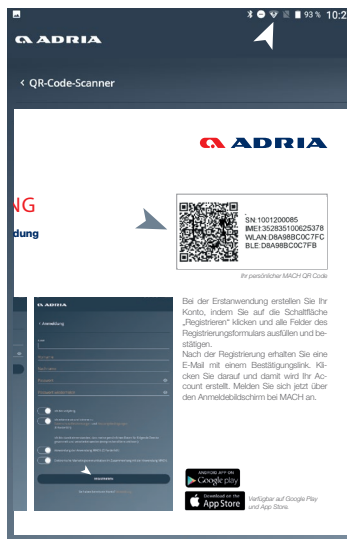 93 % 10:2
ADRIA
< QR-Code-Scanner
ADRIA
NG
dung
SN:1001200085
IMEI:352835100625378
WLAN:D8A98BC0C7FC
BLE:D8A98BC0C7FB
Ihr persönlicher MACH QR Code
ADRIA
< Anmeldung
Bei der Erstanwendung erstellen Sie Ihr
Konto, indem Sie auf die Schaltfläche
„Registrieren" klicken und alle Felder des
Registrierungsformulars ausfüllen und be-
stätigen.
Nach der Registrierung erhalten Sie eine
E-Mail mit einem Bestätigungslink. Kli-
cken Sie darauf und damit wird Ihr Ac-
count erstellt. Melden Sie sich jetzt über
den Anmeldebildschirm bei MACH an.
ANDROID APP ON
Google play
Download on the
App Store
Verfügbar auf Google Play
und App Store.